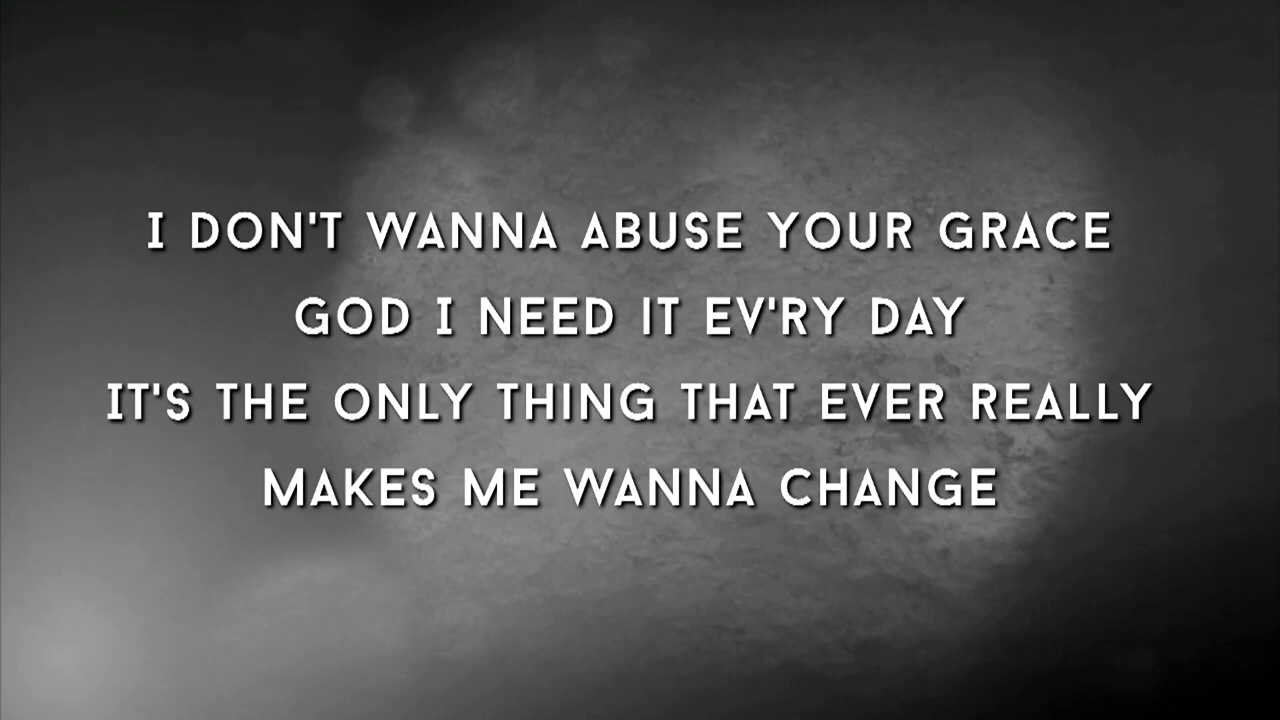 I DON'T WANNA ABUSE YOUR GRACE
GOD I NEED IT EV'RY DAY
IT'S THE ONLY THING THAT EVER REALLY
MAKES ME WANNA CHANGE